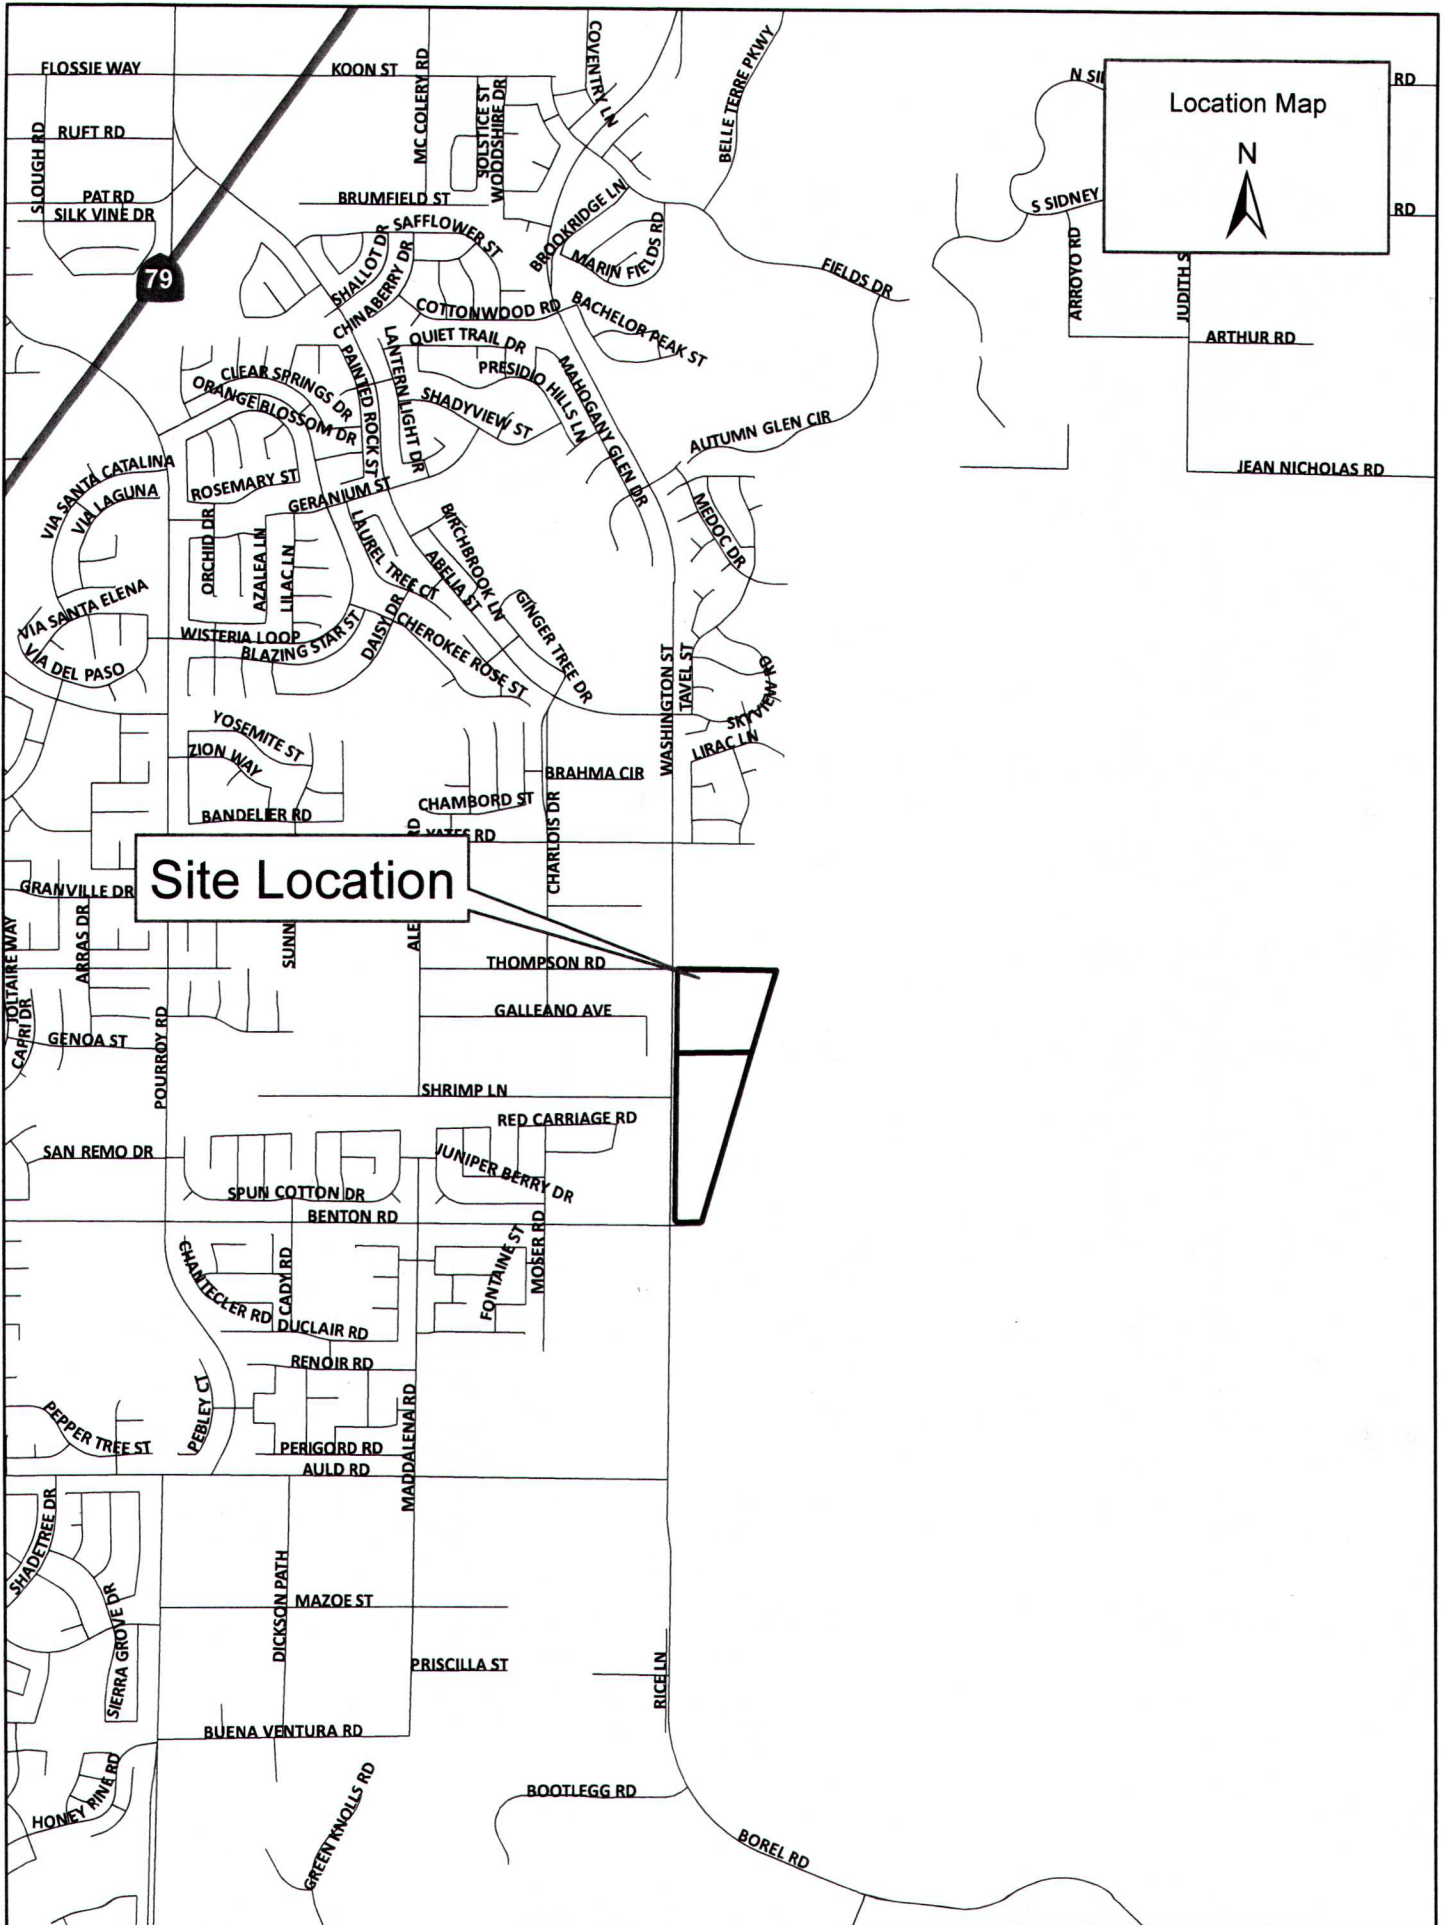 FLOSSIE WAY
KOON ST
MC COLERY RD
SOLSTICE ST
WOODSHIRE DR
COVENTRY LN
BELLE TERRE PKWY
RD
Location Map
N
SLOUGH RD
RUFT RD
PAT RD
SILK VINE DR
BRUMFIELD ST
S SIDNEY
RD
79
SHALLOT DR
SAFFLOWER ST
CHINABERRY DR
BROOKRIDGE LN
MARIN FIELDS RD
FIELDS DR
ARROYO RD
JUDITH S
ARTHUR RD
COTTONWOOD RD
BACHELOR PEAK ST
QUIET TRAIL DR
PRESIDIO HILLS LN
CLEAR SPRINGS DR
ORANGE BLOSSOM DR
PAINTED ROCK ST
LANTERN LIGHT DR
SHADYVIEW ST
MAHOGANY GLEN DR
AUTUMN GLEN CIR
JEAN NICHOLAS RD
VIA SANTA CATALINA
VIA LAGUNA
ROSEMARY ST
GERANIUM ST
MEDOC DR
ORCHID DR
AZALEA LN
LILAC LN
LAUREL TREE CT
BIRCHBROOK LN
ABELIA ST
GINGER TREE DR
VIA SANTA ELENA
VIA DEL PASO
WISTERIA LOOP
BLAZING STAR ST
DAISY DR
CHEROKEE ROSE ST
WASHINGTON ST
TAVEL ST
SKYVIEW RD
LIRAC LN
YOSEMITE ST
ZION WAY
BRAHMA CIR
CHAMBORD ST
BANDELIER RD
RD
YATES RD
CHARLOIS DR
Site Location
GRANVILLE DR
ARRAS DR
SUNN
ALE
THOMPSON RD
CAPRI DR
GENOA ST
POURROY RD
GALLEANO AVE
SHRIMP LN
RED CARRIAGE RD
SAN REMO DR
JUNIPER BERRY DR
SPUN COTTON DR
BENTON RD
CHANTECLER RD
CADY RD
FONTAINE ST
MOSER RD
DUCLAIR RD
RENOIR RD
PEBLEY CT
MADDALENA RD
PEPPER TREE ST
PERIGORD RD
AULD RD
SHADETREE DR
DICKSON PATH
MAZOE ST
SIERRA GROVE DR
PRISCILLA ST
RICE LN
BUENA VENTURA RD
HONEY PINE RD
GREEN KNOLLS RD
BOOTLEGG RD
BOREL RD